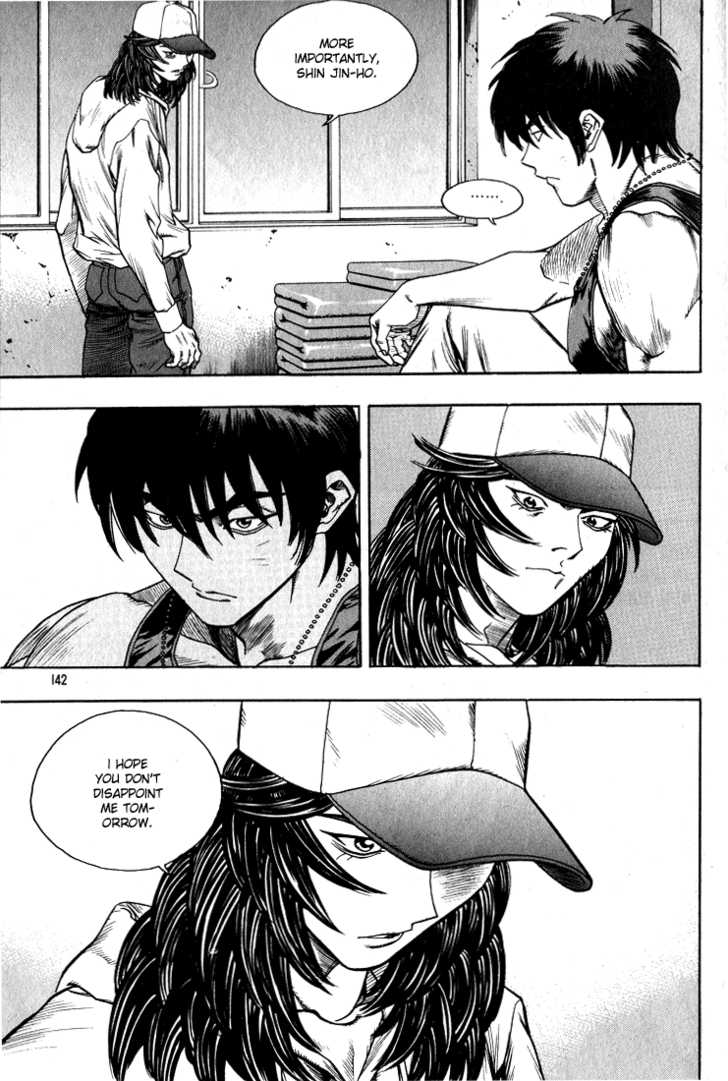 MORE
IMPORTANTLY,
SHIN JIN-HO.
......
142
I HOPE
YOU DON'T
DISAPPOINT
ME TOM-
ORROW.